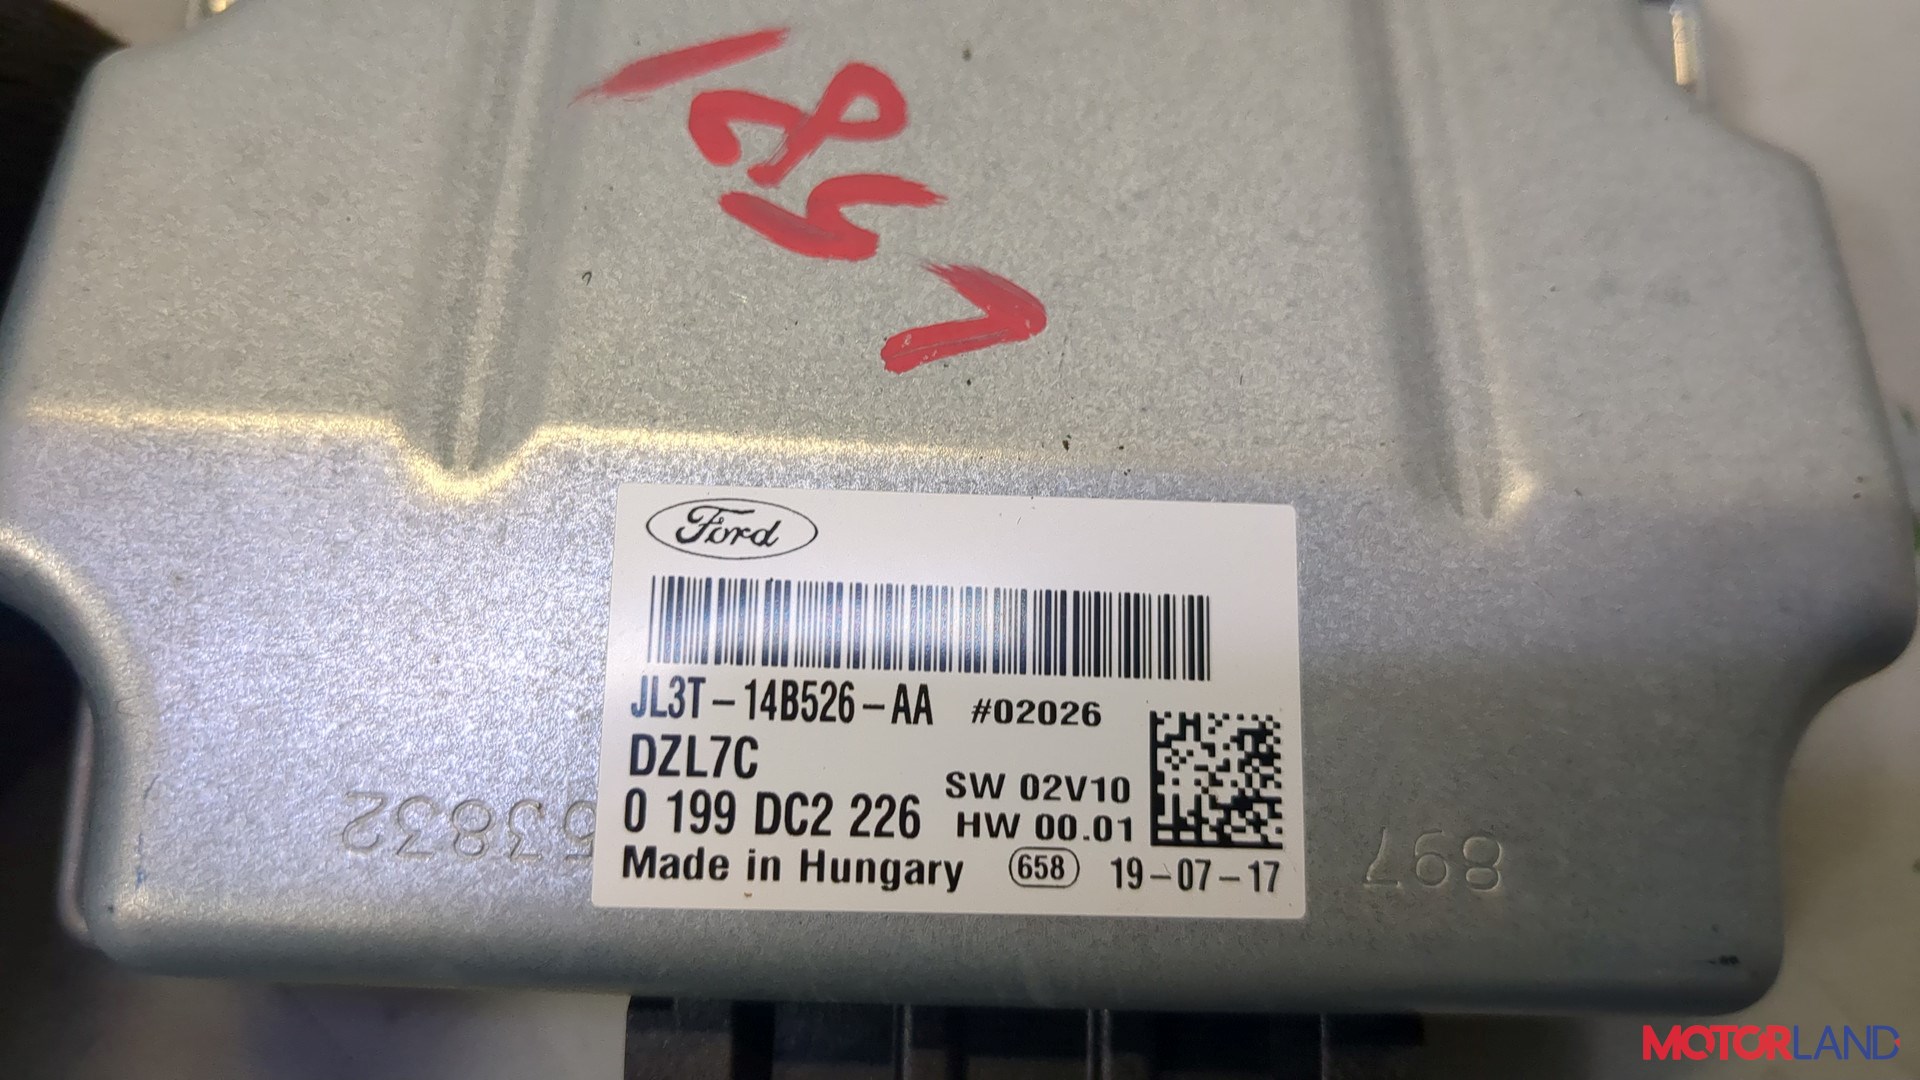 Ford
JL3T-14B526-AA #02026
DZL7C
SW 02V10
0 199 DC2 226
HW 00.01
Made in Hungary 658 19-07-17
897
MOTORLAND